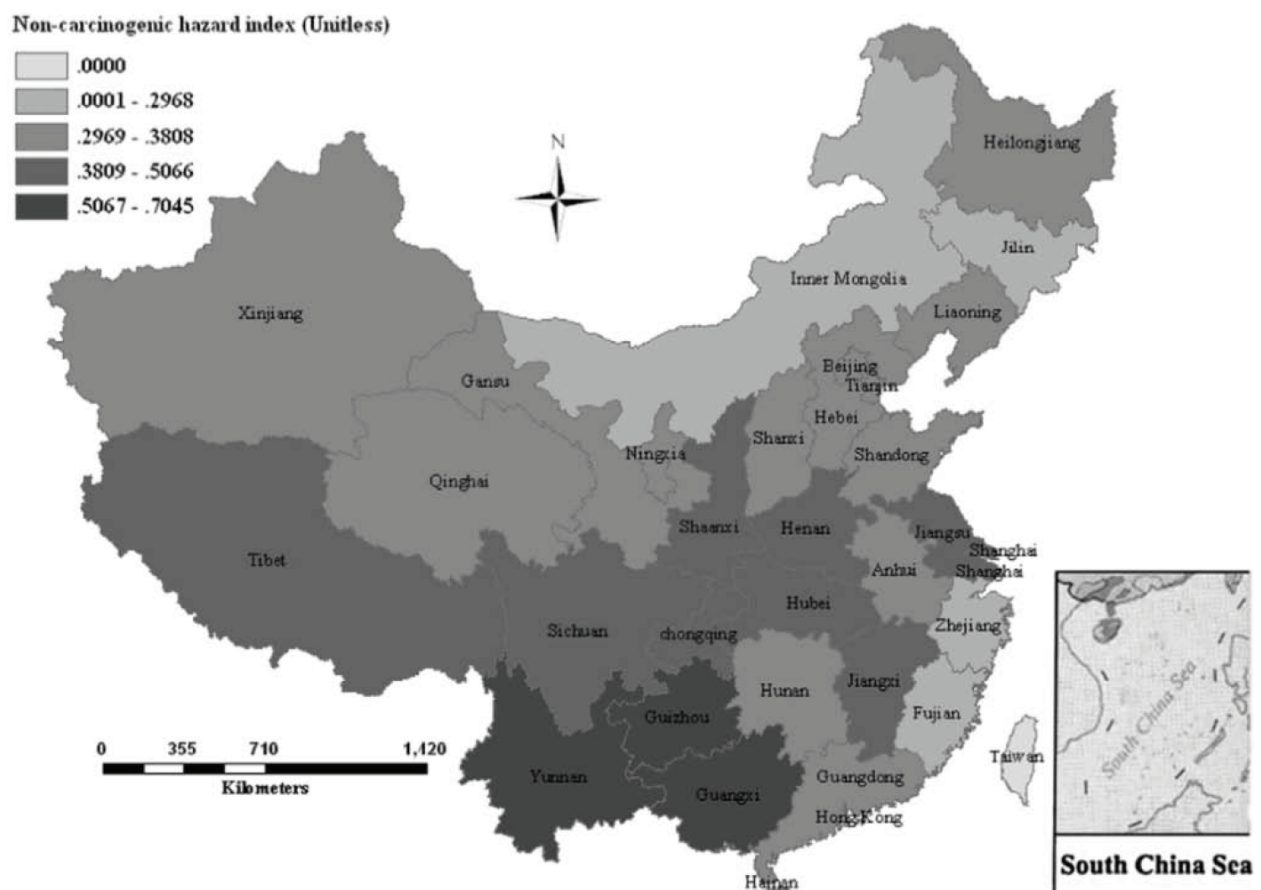 Non-carcinogenic hazard index (Unitless)
.0000
.0001 - .2968
.2969 - .3808
.3809 - .5066
.5067 - .7045
N
Heilongjiang
Jilin
Inner Mongolia
Liaoning
Xinjiang
Beijing
Gansu
Tianjin
Hebei
Shanxi
Ningxia
Shandong
Qinghai
Shaanxi
Henan
Jiangsu
Shanghai
Tibet
Anhui
Shanghai
Hubei
Sichuan
chongqing
Zhejiang
Hunan
Jiangxi
Guizhou
Fujian
South China Sea
0 355 710 1,420
Kilometers
Taiwan
Yunnan
Guangdong
Guangxi
Hong Kong
South China Sea
Hainan